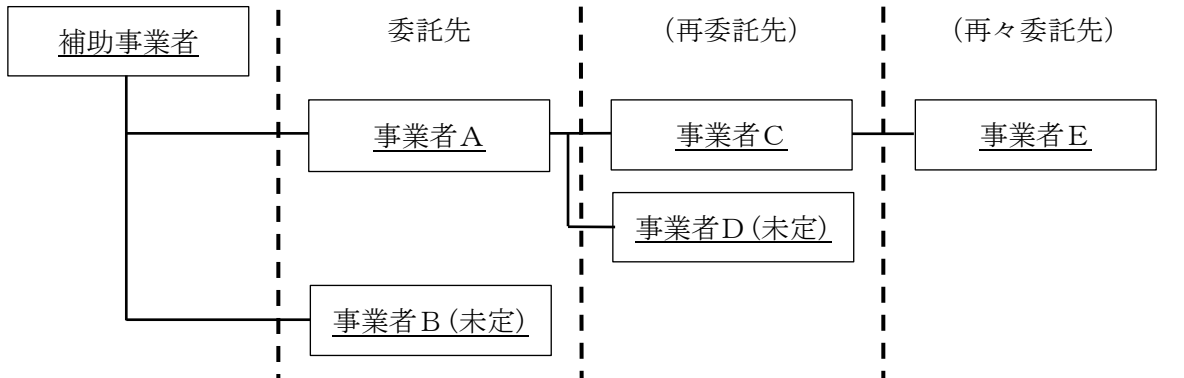 補助事業者
委託先
(再委託先)
(再々委託先)
事業者A
事業者C
事業者E
事業者D(未定)
事業者B(未定)